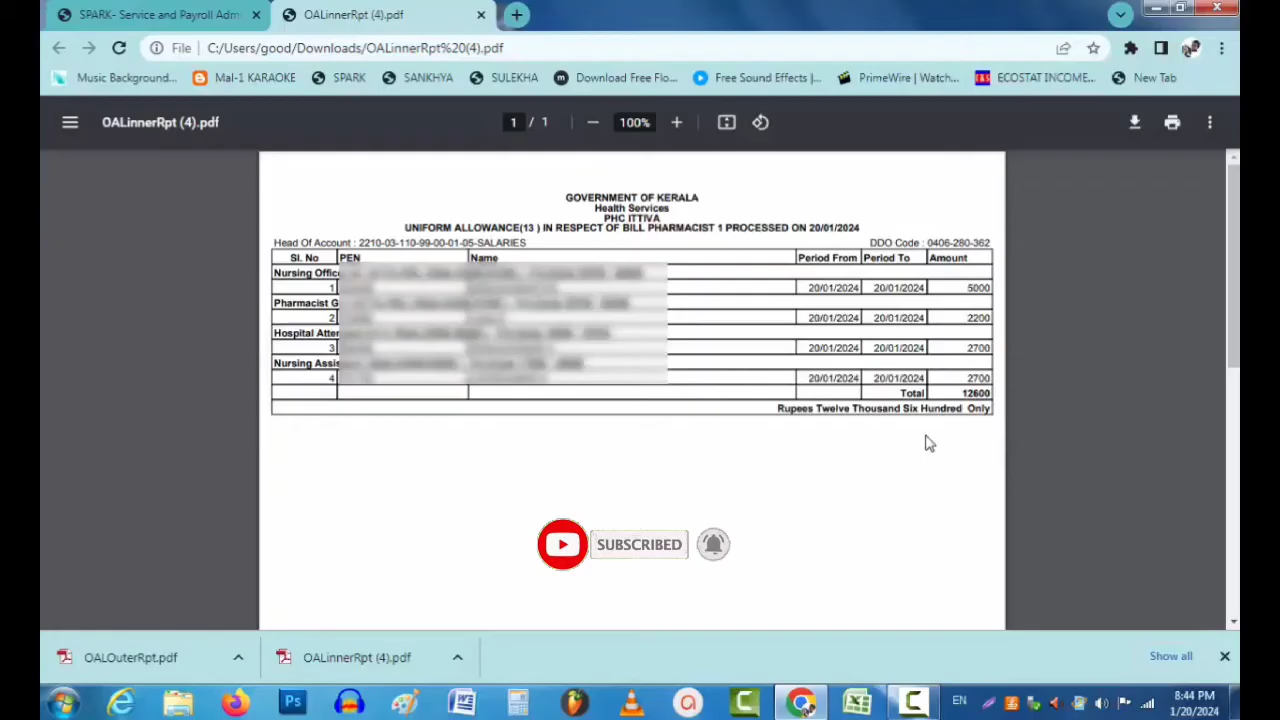 SPARK- Service and Payroll Adm
OALinnerRpt (4).pdf
File
C:/Users/good/Downloads/OALinnerRpt%20(4).pdf
Music Background...
Mal-1 KARAOKE
SPARK
SANKHYA
SULEKHA
Download Free Flo...
Free Sound Effects |...
PrimeWire | Watch...
ECOSTAT INCOME...
New Tab
OALinnerRpt (4).pdf
1 / 1
100%
GOVERNMENT OF KERALA
Health Services
PHC ITTIVA
UNIFORM ALLOWANCE(13 ) IN RESPECT OF BILL PHARMACIST 1 PROCESSED ON 20/01/2024
Head Of Account : 2210-03-110-99-00-01-05-SALARIES DDO Code : 0406-280-362
Sl. No PEN Name Period From Period To Amount
Nursing Offic
1 20/01/2024 20/01/2024 5000
Pharmacist G
2 20/01/2024 20/01/2024 2200
Hospital Atter
3 20/01/2024 20/01/2024 2700
Nursing Assis
4 20/01/2024 20/01/2024 2700
Total 12600
Rupees Twelve Thousand Six Hundred Only
SUBSCRIBED
OALOuterRpt.pdf
OALinnerRpt (4).pdf
Show all
Ps
EN
8:44 PM
1/20/2024